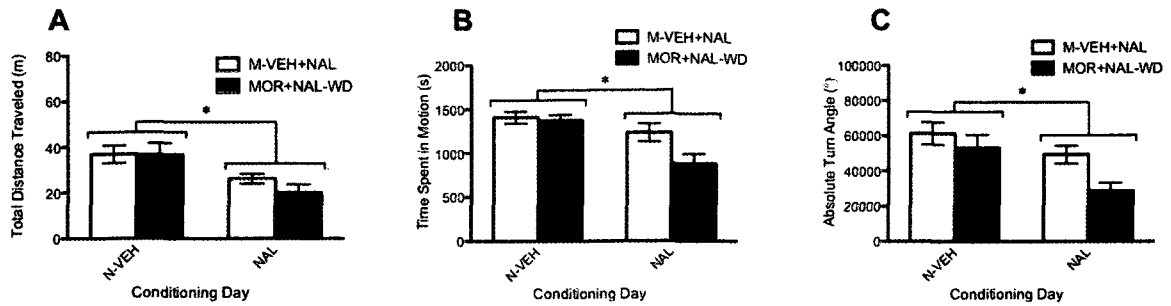 A
M-VEH+NAL
MOR+NAL-WD
Total Distance Traveled (m)
80
60
40
20
0
*
N-VEH
NAL
Conditioning Day
B
M-VEH+NAL
MOR+NAL-WD
Time Spent in Motion (s)
2000
1500
1000
500
0
*
N-VEH
NAL
Conditioning Day
C
M-VEH+NAL
MOR+NAL-WD
Absolute Turn Angle (°)
100000
80000
60000
40000
20000
0
*
N-VEH
NAL
Conditioning Day